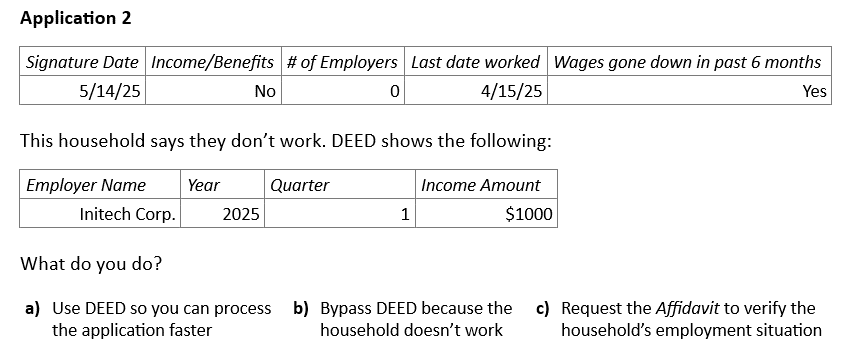 Application 2
Signature Date Income/Benefits # of Employers Last date worked Wages gone down in past 6 months
5/14/25 No 0 4/15/25 Yes
This household says they don’t work. DEED shows the following:
Employer Name Year Quarter Income Amount
Initech Corp. 2025 1 $1000
What do you do?
a) Use DEED so you can process b) Bypass DEED because the c) Request the Affidavit to verify the
the application faster household doesn’t work household’s employment situation